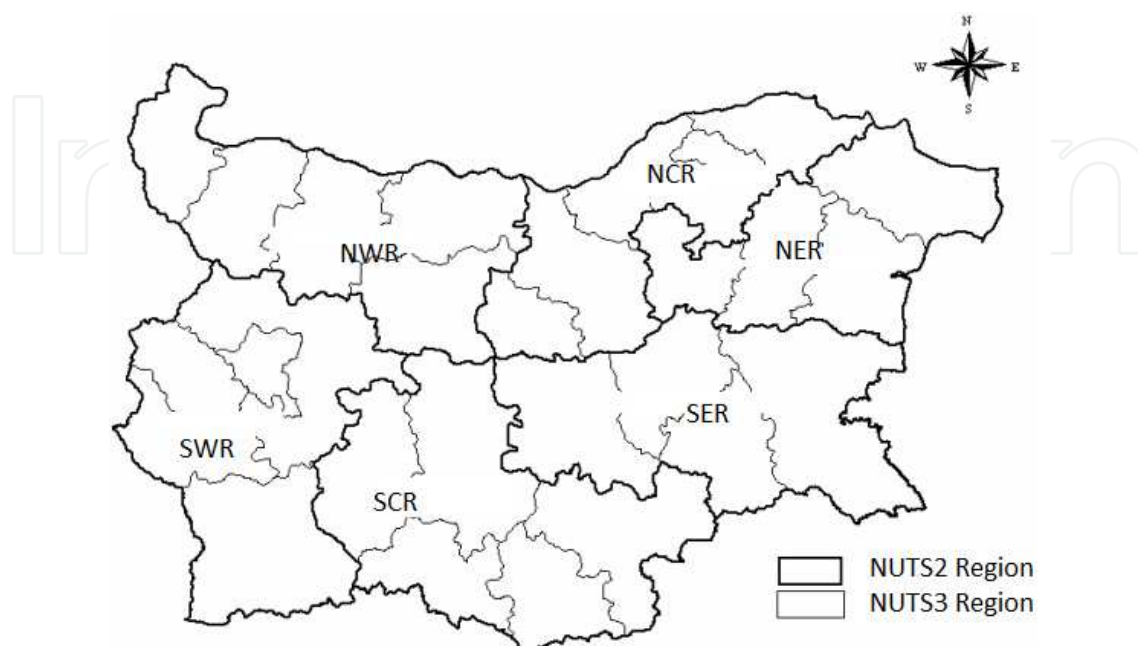 N
W E
S
NCR
NWR
NER
SER
SWR
SCR
NUTS2 Region
NUTS3 Region